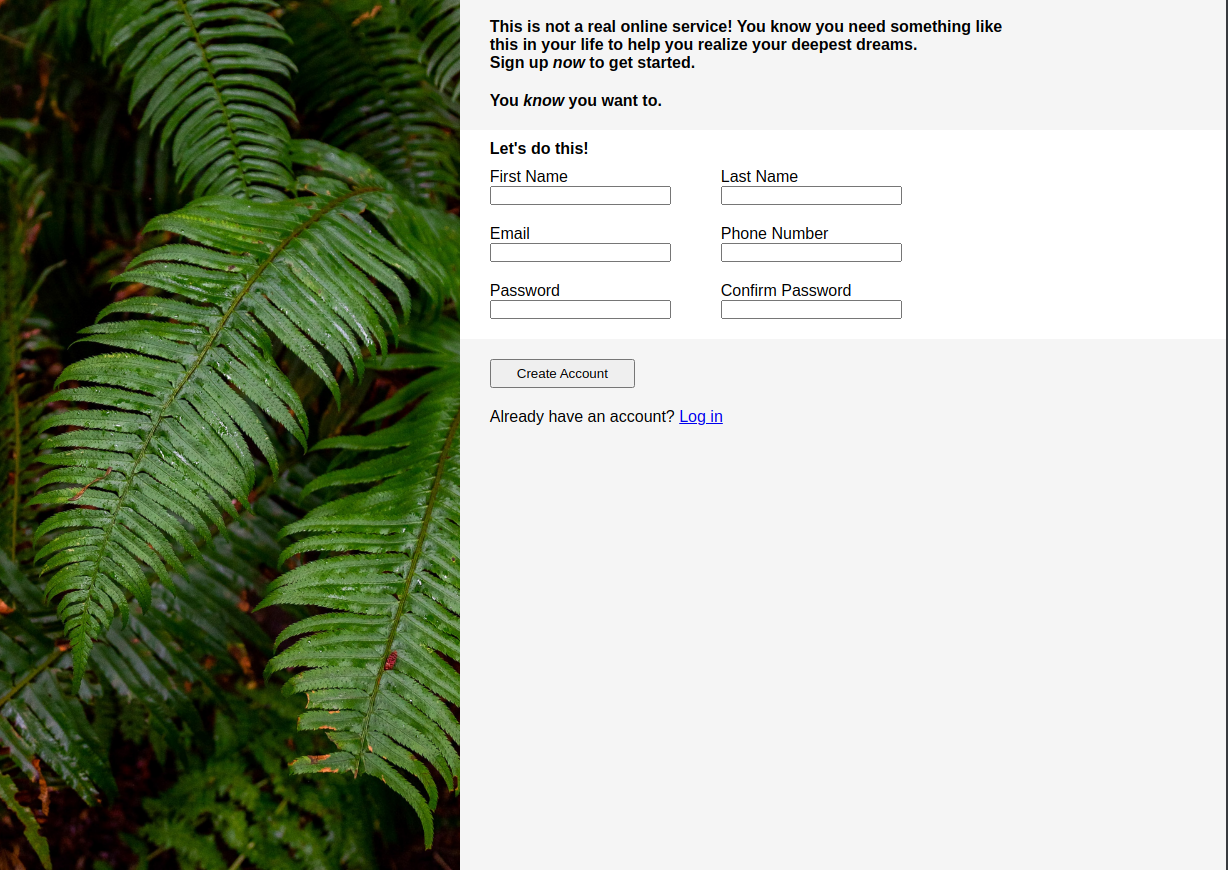 This is not a real online service! You know you need something like
this in your life to help you realize your deepest dreams.
Sign up now to get started.
You know you want to.
Let's do this!
First Name
Last Name
Email
Phone Number
Password
Confirm Password
Create Account
Already have an account? Log in